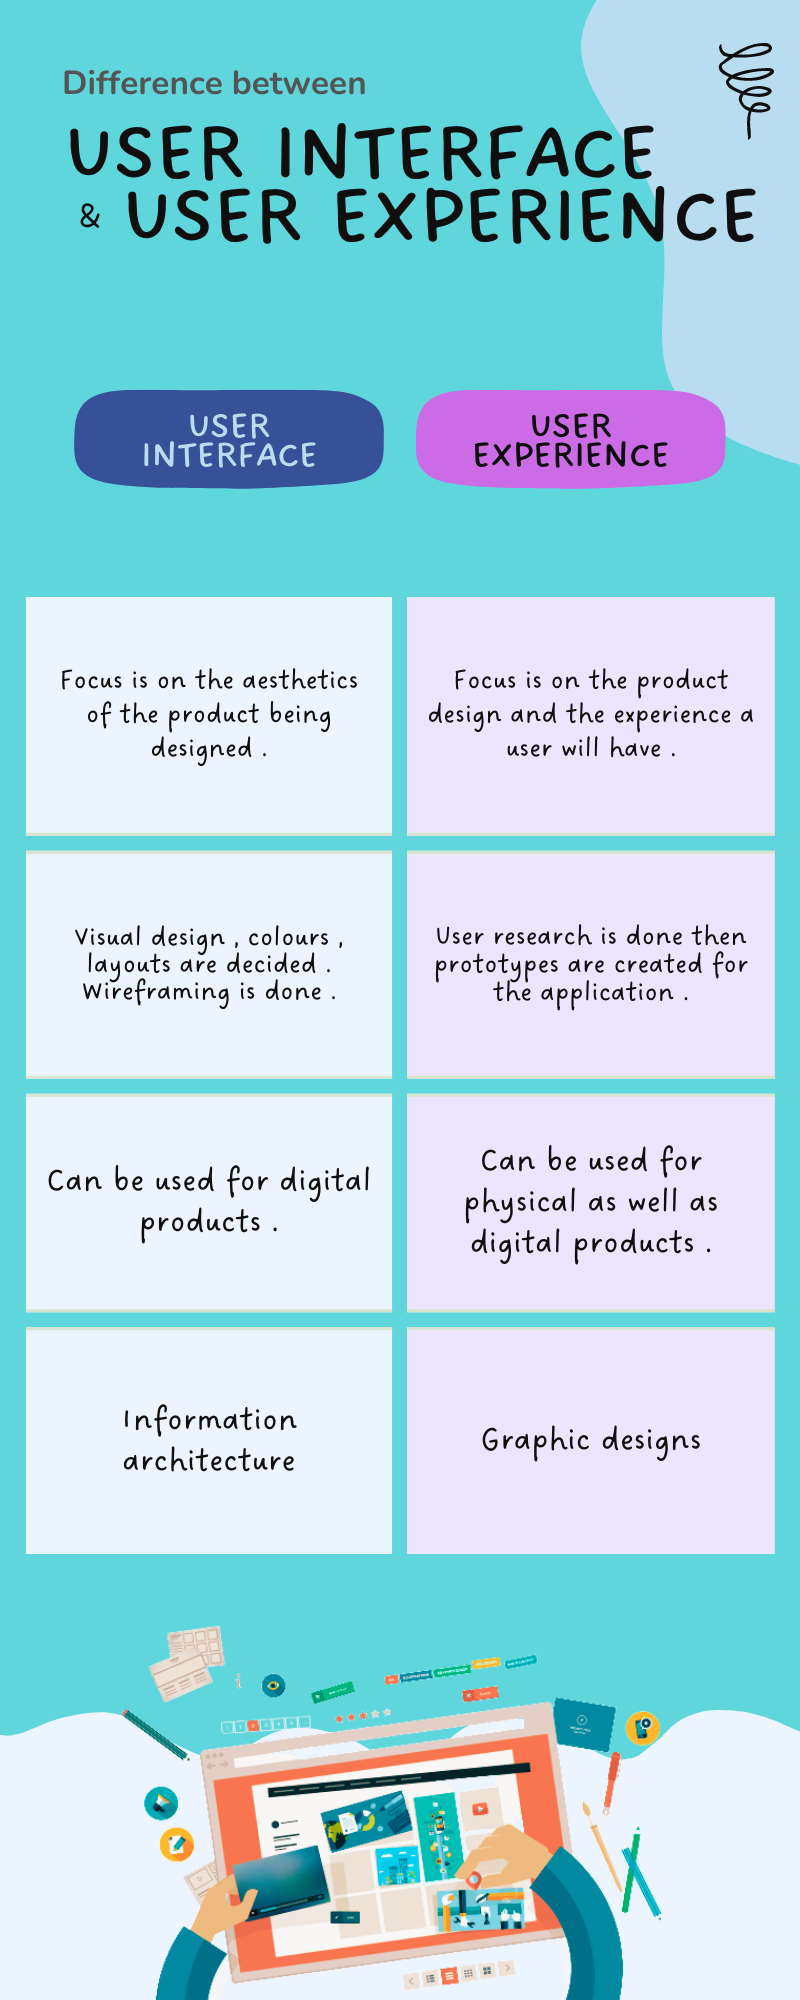 Difference between
USER INTERFACE
& USER EXPERIENCE
USER
INTERFACE
USER
EXPERIENCE
Focus is on the aesthetics
of the product being
designed .
Focus is on the product
design and the experience a
user will have .
Visual design , colours ,
layouts are decided .
Wireframing is done .
User research is done then
prototypes are created for
the application .
Can be used for digital
products .
Can be used for
physical as well as
digital products .
Information
architecture
Graphic designs